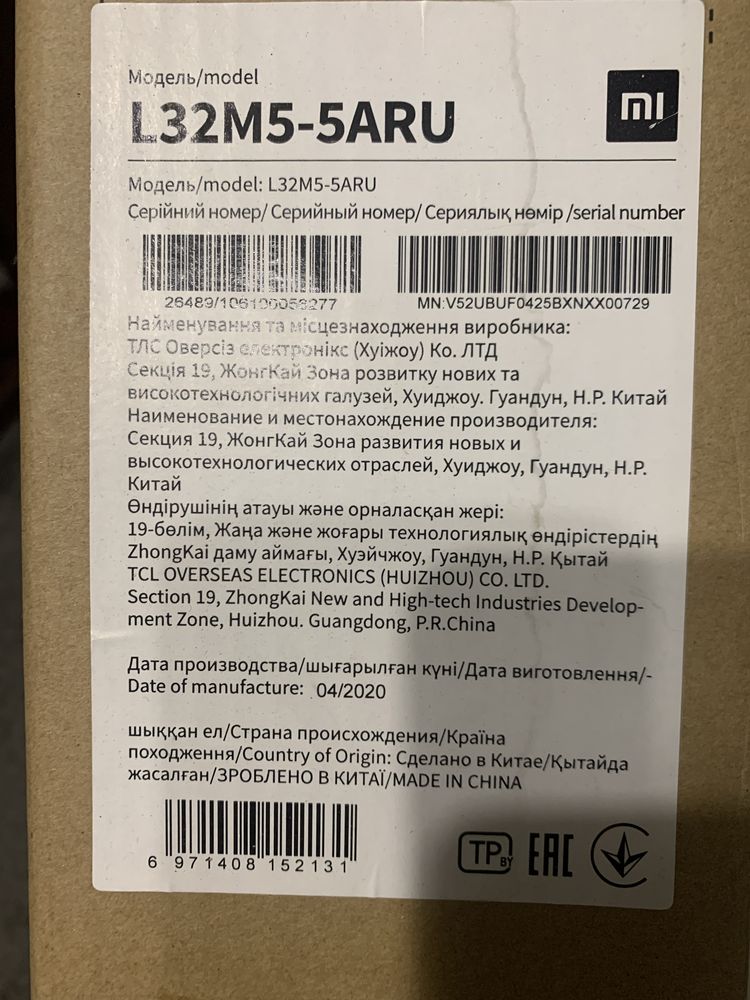 Модель/model
L32M5-5ARU
mi
Модель/model: L32M5-5ARU
Серійний номер/ Серийный номер/ Сериялық нөмір /serial number
26489/106100053277
MN:V52UBUF0425BXNXX00729
Найменування та місцезнаходження виробника:
ТЛС Оверсіз електронікс (Хуіжоу) Ко. ЛТД
Секція 19, ЖонгКай Зона розвитку нових та
високотехнологічних галузей, Хуиджоу. Гуандун, Н.Р. Китай
Наименование и местонахождение производителя:
Секция 19, ЖонгКай Зона развития новых и
высокотехнологических отраслей, Хуиджоу, Гуандун, Н.Р.
Китай
Өндірушінің атауы және орналасқан жері:
19-бөлім, Жаңа және жоғары технологиялық өндірістердің
ZhongKai даму аймағы, Хуэйчжоу, Гуандун, Н.Р. Қытай
TCL OVERSEAS ELECTRONICS (HUIZHOU) CO. LTD.
Section 19, ZhongKai New and High-tech Industries Develop-
ment Zone, Huizhou. Guangdong, P.R.China
Дата производства/шығарылған күні/Дата виготовлення/-
Date of manufacture: 04/2020
шыққан ел/Страна происхождения/Країна
походження/Country of Origin: Сделано в Китае/Қытайда
жасалған/ЗРОБЛЕНО В КИТАЇ/MADE IN CHINA
6 971408 152131
TP BY EAC